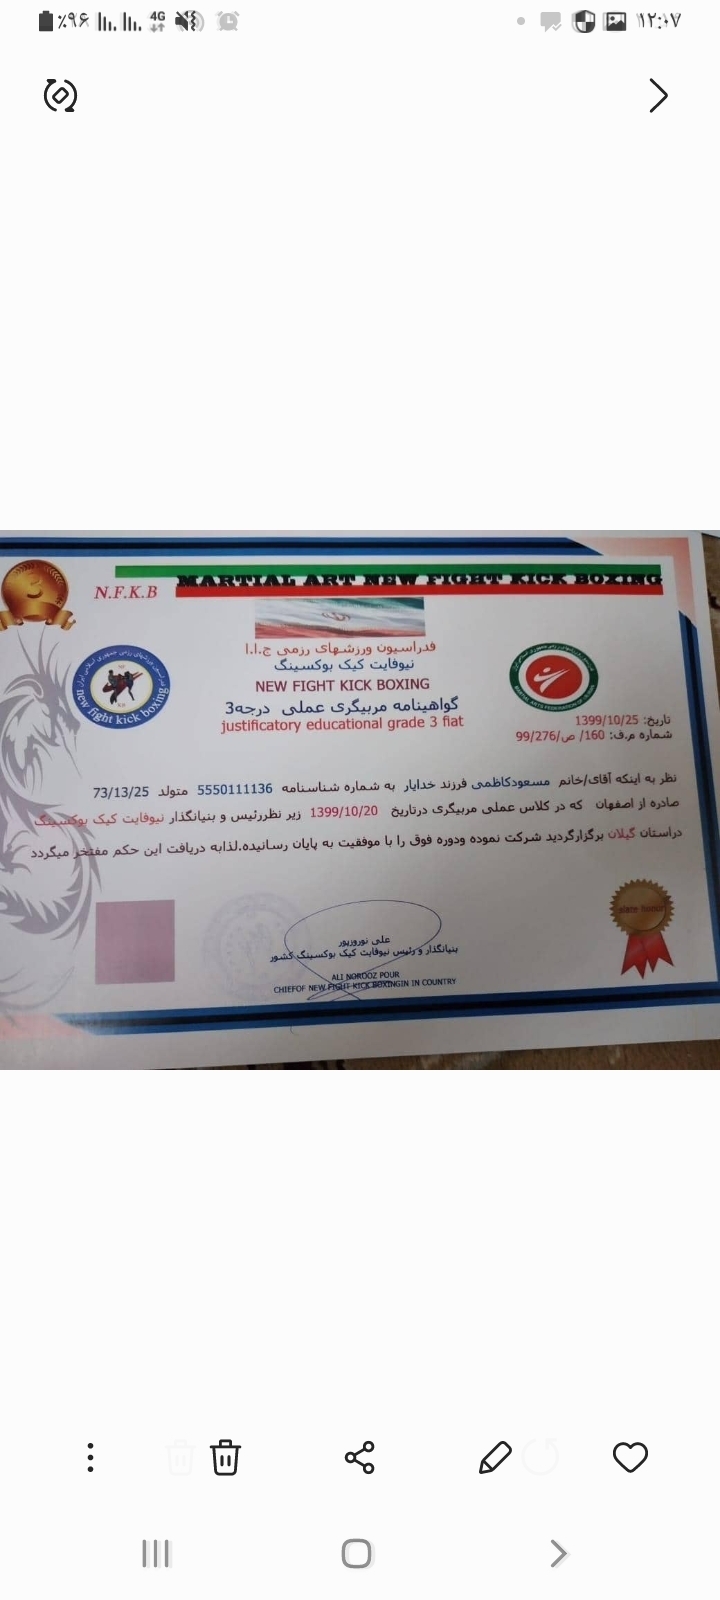 ٪۹۶ 4G ۱۲:۰۷
MARTIAL ART NEW FIGHT KICK BOXING
N.F.K.B
3
فدراسیون ورزشهای رزمی ج.ا.ا
نیوفایت کیک بوکسینگ
NEW FIGHT KICK BOXING
گواهینامه مربیگری عملی درجه3
justificatory educational grade 3 fiat
new fight kick boxing
تاریخ: 1399/10/25
شماره م.ف: 160/ ص/99/276
نظر به اینکه آقای/خانم مسعودکاظمی فرزند خدایار به شماره شناسنامه 5550111136 متولد 73/13/25
صادره از اصفهان که در کلاس عملی مربیگری درتاریخ 1399/10/20 زیر نظررئیس و بنیانگذار نیوفایت کیک بوکسینگ
دراستان گیلان برگزارگردید شرکت نموده ودوره فوق را با موفقیت به پایان رسانیده.لذابه دریافت این حکم مفتخر میگردد
علی نوروزپور
بنیانگذار و رئیس نیوفایت کیک بوکسینگ کشور
ALI NOROOZ POUR
CHIEFOF NEW FIGHT KICK BOXINGIN IN COUNTRY